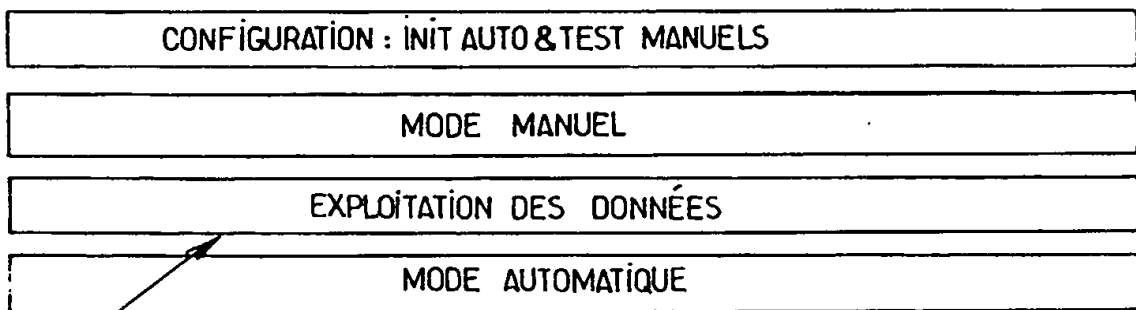 CONFIGURATION : INIT AUTO & TEST MANUELS
MODE MANUEL
EXPLOITATION DES DONNÉES
MODE AUTOMATIQUE